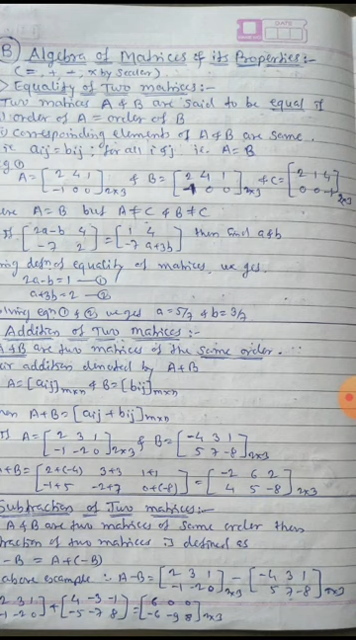 DATE
B) Algebra of Matrices & its Properties:-
(=, +, -, × by Scaler)
> Equality of Two matrices:-
Two matrices A & B are said to be equal if
order of A = order of B
corresponding elements of A & B are same.
ie aij = bij ; for all i & j ie. A = B
eg ① A = [2 4 1 / -1 0 0]2×3 & B = [2 4 1 / -1 0 0]2×3 & C = [2 1 4 / 0 0 -1]2×3
ere A = B but A ≠ C & B ≠ C
If [2a-b 4 / -7 2] = [1 4 / -7 a+3b] then find a & b
ing defn of equality of matrices, we get.
2a-b = 1 —①
a+3b = 2 —②
olving eqn ① & ② we get a = 5/7 & b = 3/7
Addition of Two matrices:-
A & B are two matrices of the same order.
eir addition denoted by A+B
A = [aij]m×n & B = [bij]m×n
hen A+B = [aij + bij]m×n
A = [2 3 1 / -1 -2 0]2×3 & B = [-4 3 1 / 5 7 -8]2×3
A+B = [2+(-4) 3+3 1+1 / -1+5 -2+7 0+(-8)] = [-2 6 2 / 4 5 -8]2×3
Subtraction of Two matrices:-
A & B are two matrices of same order then
traction of two matrices is defined as
-B = A+(-B)
above example :- A-B = [2 3 1 / -1 -2 0]2×3 - [-4 3 1 / 5 7 -8]2×3
[2 3 1 / -1 -2 0] + [4 -3 -1 / -5 -7 8] = [6 0 0 / -6 -9 8]2×3